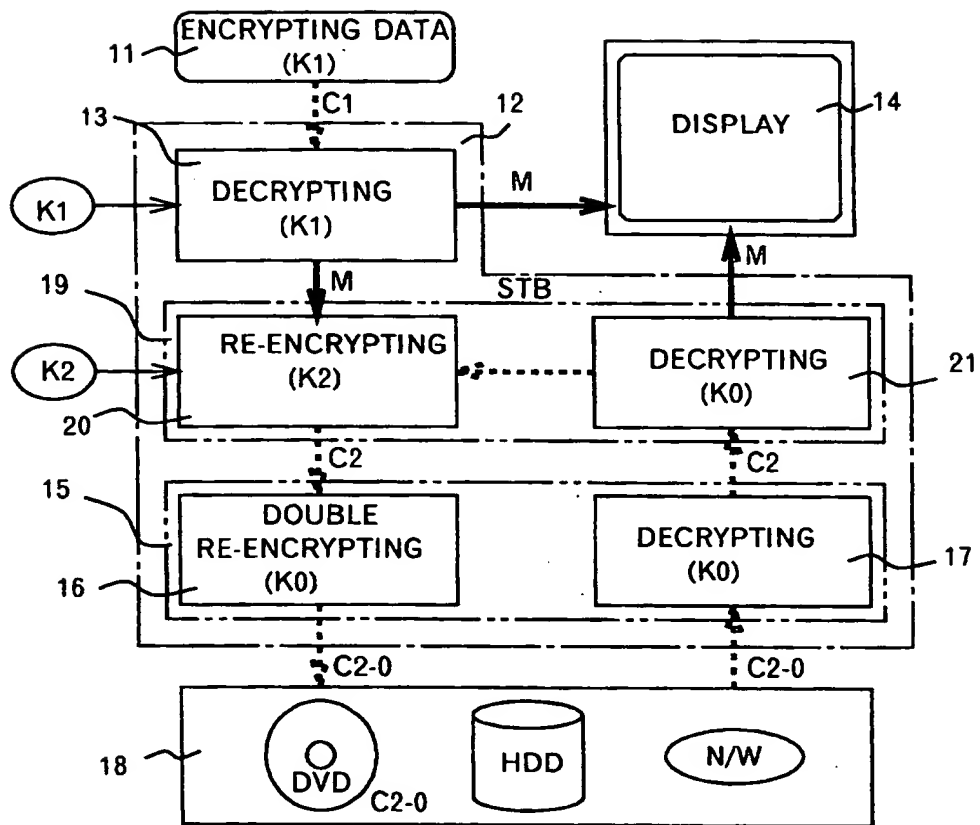 ENCRYPTING DATA
(K1)
11
C1
12
13
14
DISPLAY
K1
DECRYPTING
(K1)
M
M
M
STB
19
K2
RE-ENCRYPTING
(K2)
20
DECRYPTING
(K0)
21
C2
C2
15
DOUBLE
RE-ENCRYPTING
(K0)
16
DECRYPTING
(K0)
17
C2-0
C2-0
18
DVD
C2-0
HDD
N/W